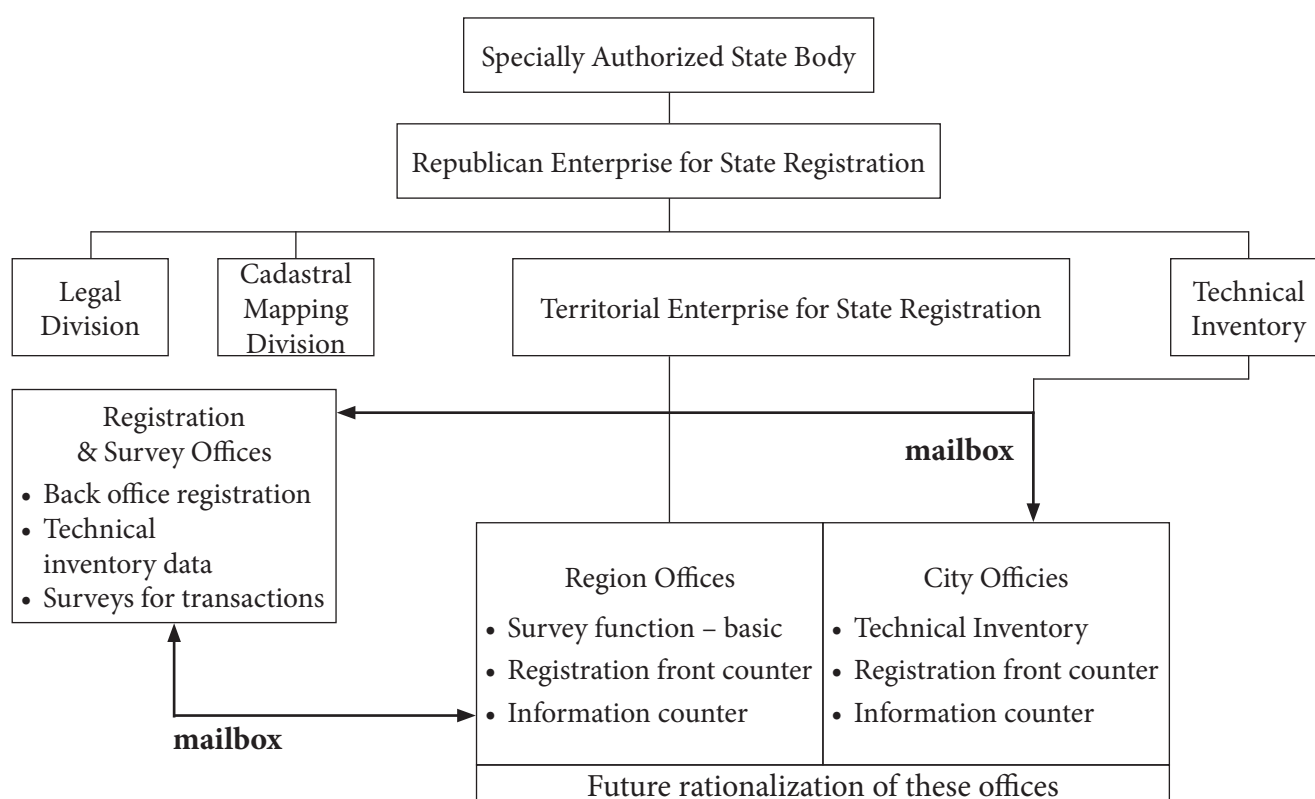 Specially Authorized State Body
Republican Enterprise for State Registration
Legal
Division
Cadastral
Mapping
Division
Territorial Enterprise for State Registration
Technical
Inventory
Registration
& Survey Offices
• Back office registration
• Technical
inventory data
• Surveys for transactions
mailbox
Region Offices
• Survey function – basic
• Registration front counter
• Information counter
City Officies
• Technical Inventory
• Registration front counter
• Information counter
mailbox
Future rationalization of these offices